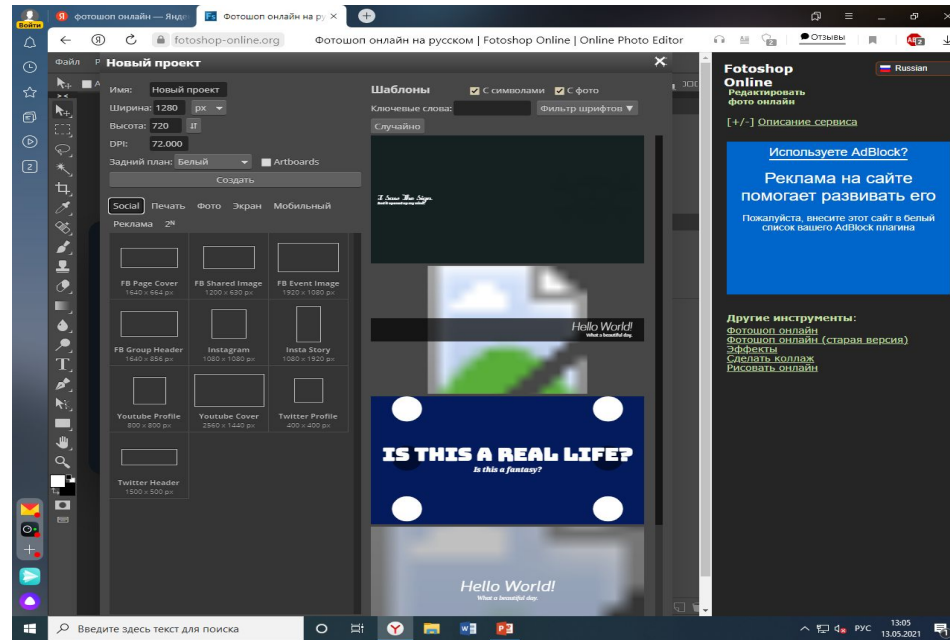 Войти
фотошоп онлайн — Янде
Фотошоп онлайн на ру
fotoshop-online.org
Фотошоп онлайн на русском | Fotoshop Online | Online Photo Editor
Отзывы
Файл
Новый проект
Имя: Новый проект
Ширина: 1280 px
Высота: 720
DPI: 72.000
Задний план: Белый
Artboards
Создать
Social Печать Фото Экран Мобильный
Реклама 2ᴺ
FB Page Cover
1640 × 664 px
FB Shared Image
1200 × 630 px
FB Event Image
1920 × 1080 px
FB Group Header
1640 × 856 px
Instagram
1080 × 1080 px
Insta Story
1080 × 1920 px
Youtube Profile
800 × 800 px
Youtube Cover
2560 × 1440 px
Twitter Profile
400 × 400 px
Twitter Header
1500 × 500 px
Шаблоны
С символами
С фото
Ключевые слова:
Фильтр шрифтов ▼
Случайно
I Saw The Sign
Hello World!
What a beautiful day.
IS THIS A REAL LIFE?
Is this a fantasy?
Hello World!
What a beautiful day.
Fotoshop
Online
Russian
Редактировать
фото онлайн
[+/-] Описание сервиса
Используете AdBlock?
Реклама на сайте
помогает развивать его
Пожалуйста, внесите этот сайт в белый
список вашего AdBlock плагина
Другие инструменты:
Фотошоп онлайн
Фотошоп онлайн (старая версия)
Эффекты
Сделать коллаж
Рисовать онлайн
Введите здесь текст для поиска
РУС
13:05
13.05.2021